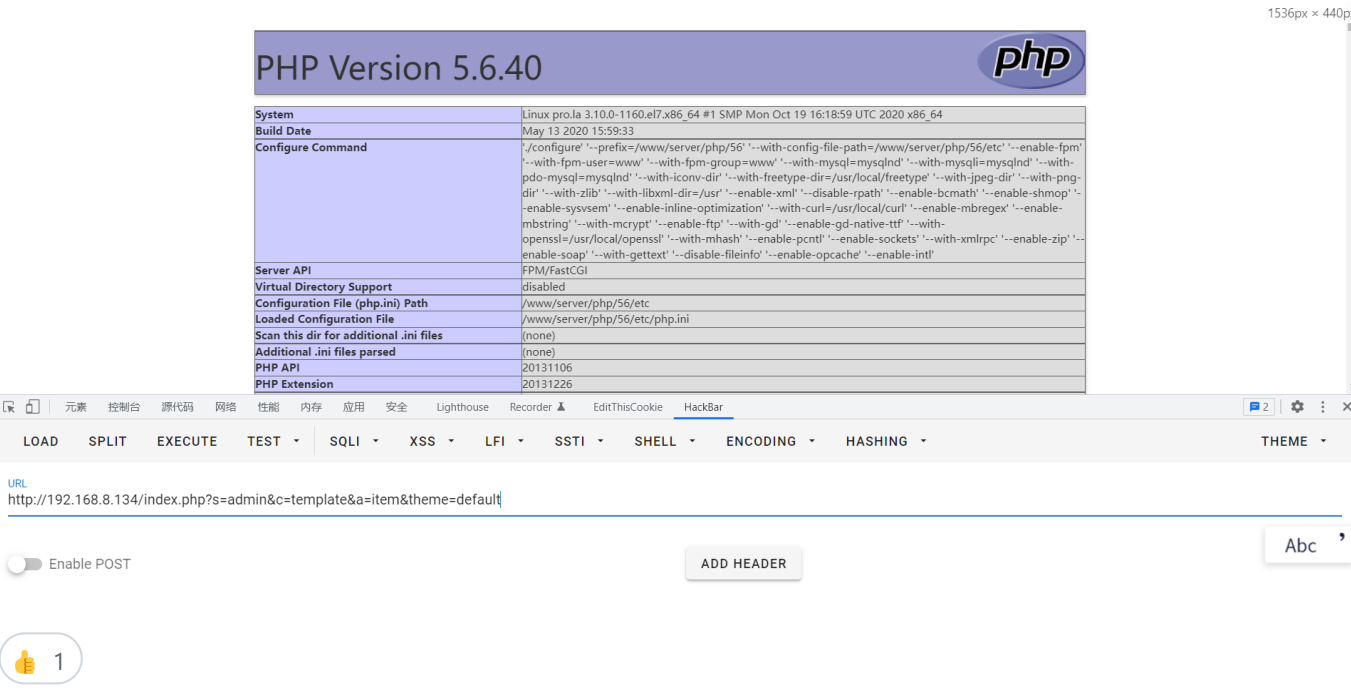 1536px × 440p
PHP Version 5.6.40
php
System Linux pro.la 3.10.0-1160.el7.x86_64 #1 SMP Mon Oct 19 16:18:59 UTC 2020 x86_64
Build Date May 13 2020 15:59:33
Configure Command './configure' '--prefix=/www/server/php/56' '--with-config-file-path=/www/server/php/56/etc' '--enable-fpm'
'--with-fpm-user=www' '--with-fpm-group=www' '--with-mysql=mysqlnd' '--with-mysqli=mysqlnd' '--with-
pdo-mysql=mysqlnd' '--with-iconv-dir' '--with-freetype-dir=/usr/local/freetype' '--with-jpeg-dir' '--with-png-
dir' '--with-zlib' '--with-libxml-dir=/usr' '--enable-xml' '--disable-rpath' '--enable-bcmath' '--enable-shmop' '-
-enable-sysvsem' '--enable-inline-optimization' '--with-curl=/usr/local/curl' '--enable-mbregex' '--enable-
mbstring' '--with-mcrypt' '--enable-ftp' '--with-gd' '--enable-gd-native-ttf' '--with-
openssl=/usr/local/openssl' '--with-mhash' '--enable-pcntl' '--enable-sockets' '--with-xmlrpc' '--enable-zip' '--
enable-soap' '--with-gettext' '--disable-fileinfo' '--enable-opcache' '--enable-intl'
Server API FPM/FastCGI
Virtual Directory Support disabled
Configuration File (php.ini) Path /www/server/php/56/etc
Loaded Configuration File /www/server/php/56/etc/php.ini
Scan this dir for additional .ini files (none)
Additional .ini files parsed (none)
PHP API 20131106
PHP Extension 20131226
元素 控制台 源代码 网络 性能 内存 应用 安全 Lighthouse Recorder EditThisCookie HackBar 2
LOAD SPLIT EXECUTE TEST SQLI XSS LFI SSTI SHELL ENCODING HASHING THEME
URL
http://192.168.8.134/index.php?s=admin&c=template&a=item&theme=default
Abc ’
Enable POST ADD HEADER
👍 1